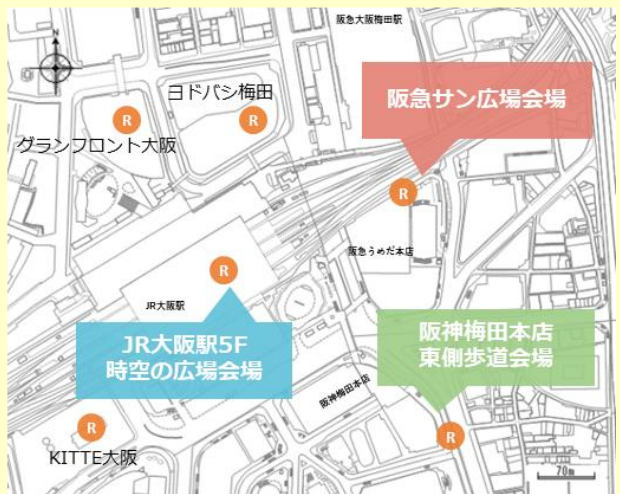 阪急大阪梅田駅
N
ヨドバシ梅田
阪急サン広場会場
R
R
グランフロント大阪
R
阪急うめだ本店
R
JR大阪駅
JR大阪駅5F
時空の広場会場
阪神梅田本店
東側歩道会場
阪神梅田本店
R
R
KITTE大阪
70m